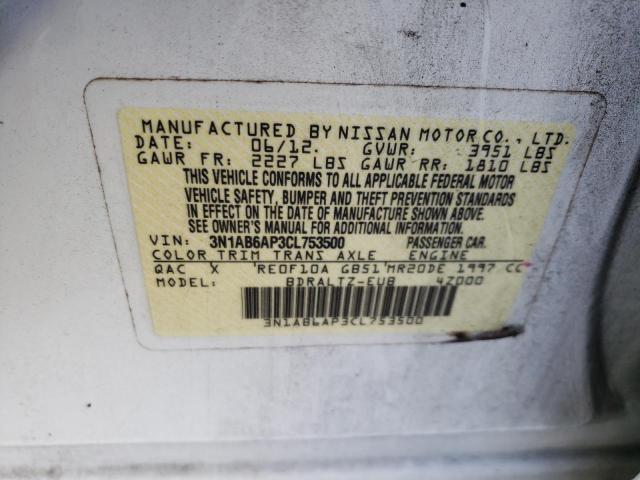 MANUFACTURED BY NISSAN MOTOR CO., LTD.
DATE: 06/12. GVWR: 3951 LBS
GAWR FR: 2227 LBS GAWR RR: 1810 LBS
THIS VEHICLE CONFORMS TO ALL APPLICABLE FEDERAL MOTOR
VEHICLE SAFETY, BUMPER AND THEFT PREVENTION STANDARDS
IN EFFECT ON THE DATE OF MANUFACTURE SHOWN ABOVE.
SEE OWNER'S MANUAL FOR ADDITIONAL INFORMATION.
VIN: 3N1AB6AP3CL753500 PASSENGER CAR.
COLOR TRIM TRANS AXLE ENGINE
QAC X RE0F10A GB51 MR20DE 1997 CC
MODEL: BDRALTZ-EUB 4Z000
3N1AB6AP3CL753500